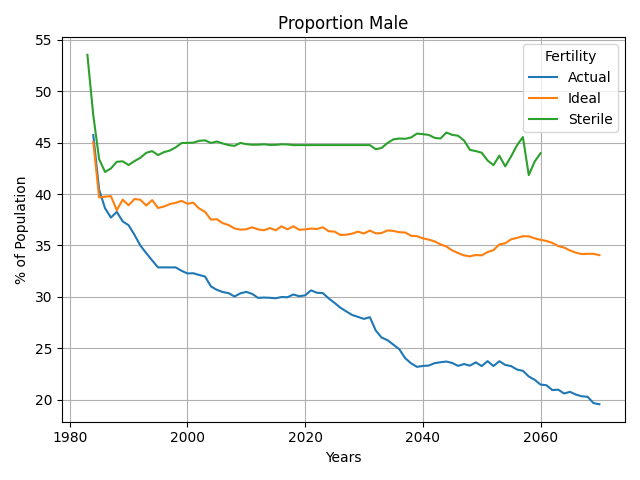 Proportion Male
% of Population
55
50
45
40
35
30
25
20
1980
2000
2020
2040
2060
Years
Fertility
Actual
Ideal
Sterile